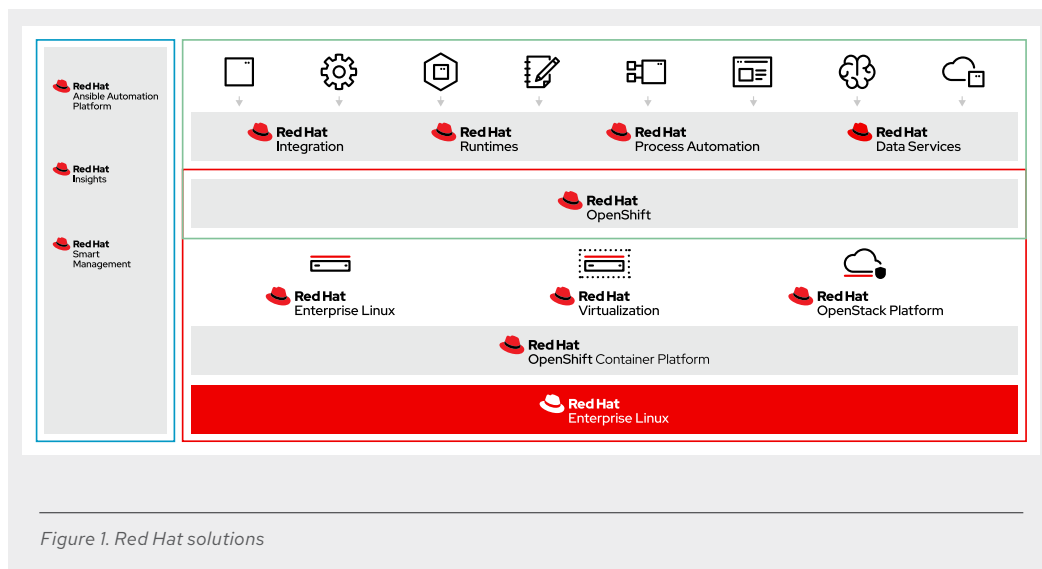 Red Hat
Ansible Automation
Platform
Red Hat
Insights
Red Hat
Smart
Management
Red Hat
Integration
Red Hat
Runtimes
Red Hat
Process Automation
Red Hat
Data Services
Red Hat
OpenShift
Red Hat
Enterprise Linux
Red Hat
Virtualization
Red Hat
OpenStack Platform
Red Hat
OpenShift Container Platform
Red Hat
Enterprise Linux
Figure 1. Red Hat solutions